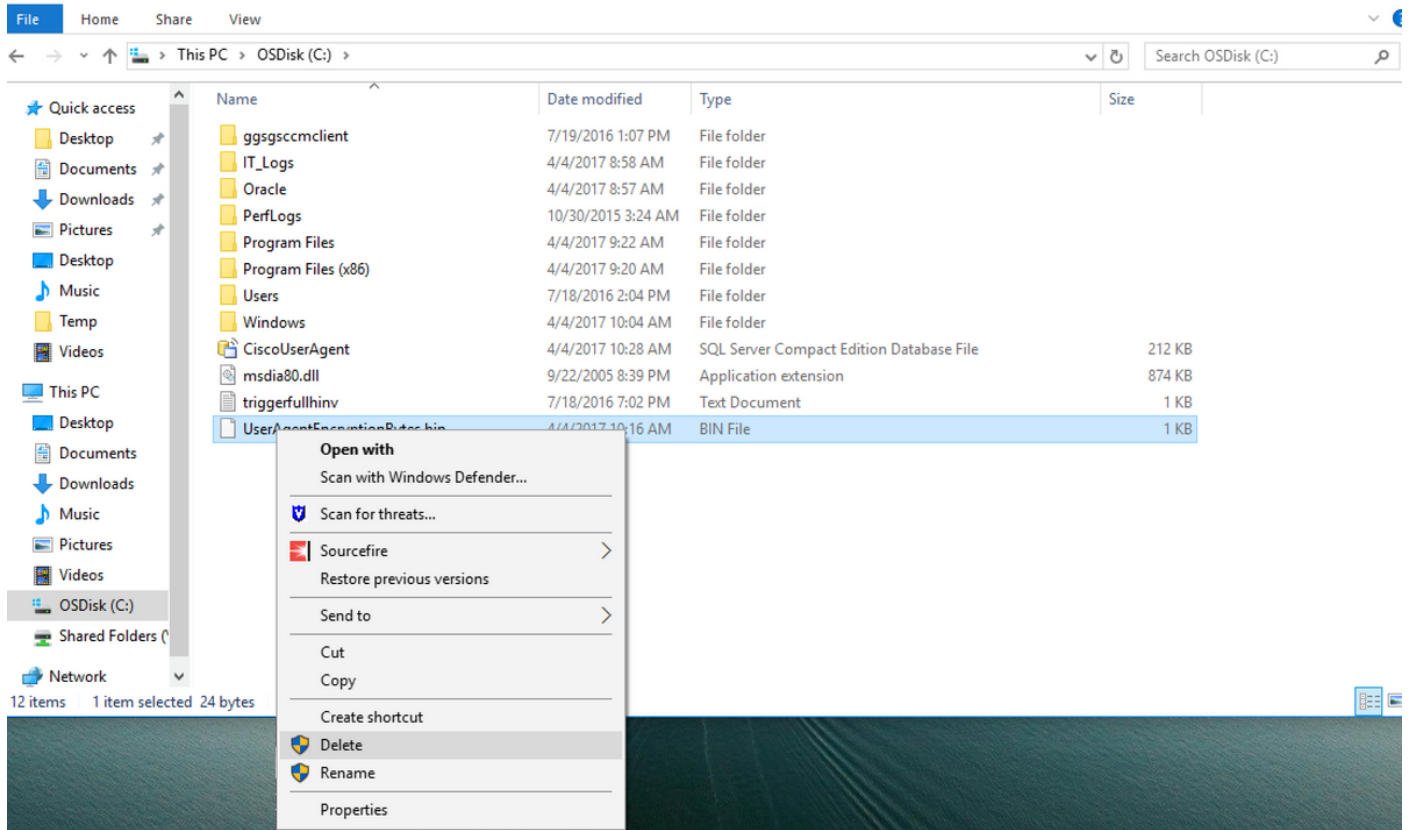 File Home Share View
This PC > OSDisk (C:) >
Search OSDisk (C:)
Name Date modified Type Size
Quick access
Desktop
Documents
Downloads
Pictures
Desktop
Music
Temp
Videos
This PC
Desktop
Documents
Downloads
Music
Pictures
Videos
OSDisk (C:)
Shared Folders (
Network
ggsgsccmclient 7/19/2016 1:07 PM File folder
IT_Logs 4/4/2017 8:58 AM File folder
Oracle 4/4/2017 8:57 AM File folder
PerfLogs 10/30/2015 3:24 AM File folder
Program Files 4/4/2017 9:22 AM File folder
Program Files (x86) 4/4/2017 9:20 AM File folder
Users 7/18/2016 2:04 PM File folder
Windows 4/4/2017 10:04 AM File folder
CiscoUserAgent 4/4/2017 10:28 AM SQL Server Compact Edition Database File 212 KB
msdia80.dll 9/22/2005 8:39 PM Application extension 874 KB
triggerfullhinv 7/18/2016 7:02 PM Text Document 1 KB
UserAgentEncryptionBytes.bin 4/4/2017 10:16 AM BIN File 1 KB
Open with
Scan with Windows Defender...
Scan for threats...
Sourcefire
Restore previous versions
Send to
Cut
Copy
Create shortcut
Delete
Rename
Properties
12 items 1 item selected 24 bytes